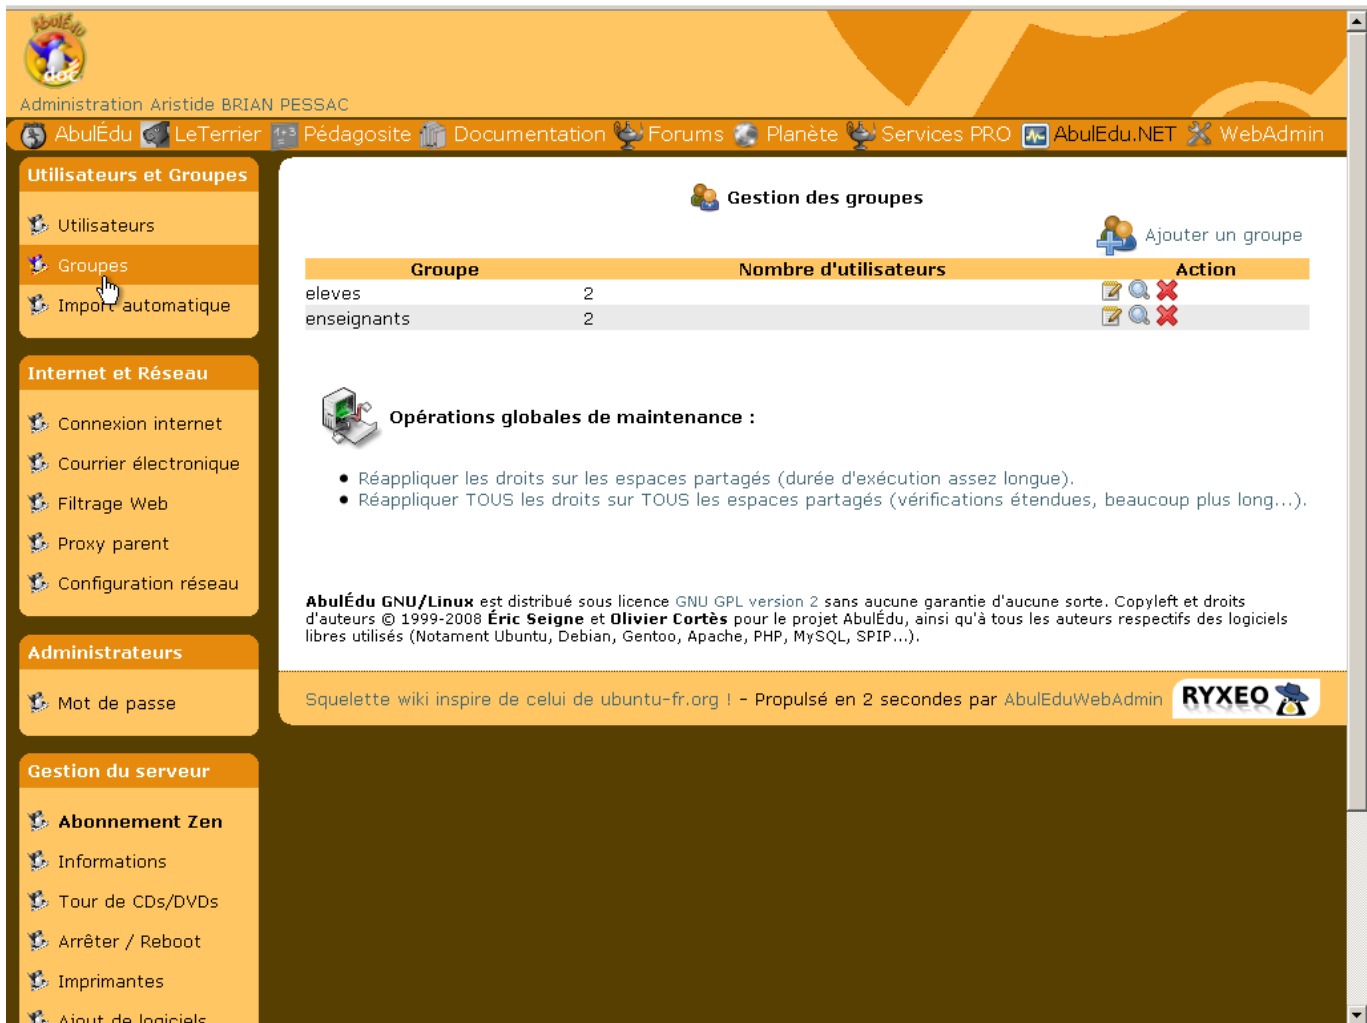 AbulÉdu
doc
Administration Aristide BRIAN PESSAC
AbulÉdu LeTerrier Pédagosite Documentation Forums Planète Services PRO AbulEdu.NET WebAdmin
Utilisateurs et Groupes
Utilisateurs
Groupes
Import automatique
Internet et Réseau
Connexion internet
Courrier électronique
Filtrage Web
Proxy parent
Configuration réseau
Administrateurs
Mot de passe
Gestion du serveur
Abonnement Zen
Informations
Tour de CDs/DVDs
Arrêter / Reboot
Imprimantes
Ajout de logiciels
Gestion des groupes
Ajouter un groupe
Groupe Nombre d'utilisateurs Action
eleves 2
enseignants 2
Opérations globales de maintenance :
Réappliquer les droits sur les espaces partagés (durée d'exécution assez longue).
Réappliquer TOUS les droits sur TOUS les espaces partagés (vérifications étendues, beaucoup plus long...).
AbulÉdu GNU/Linux est distribué sous licence GNU GPL version 2 sans aucune garantie d'aucune sorte. Copyleft et droits
d'auteurs © 1999-2008 Éric Seigne et Olivier Cortès pour le projet AbulÉdu, ainsi qu'à tous les auteurs respectifs des logiciels
libres utilisés (Notament Ubuntu, Debian, Gentoo, Apache, PHP, MySQL, SPIP...).
Squelette wiki inspire de celui de ubuntu-fr.org ! - Propulsé en 2 secondes par AbulEduWebAdmin RYXEO